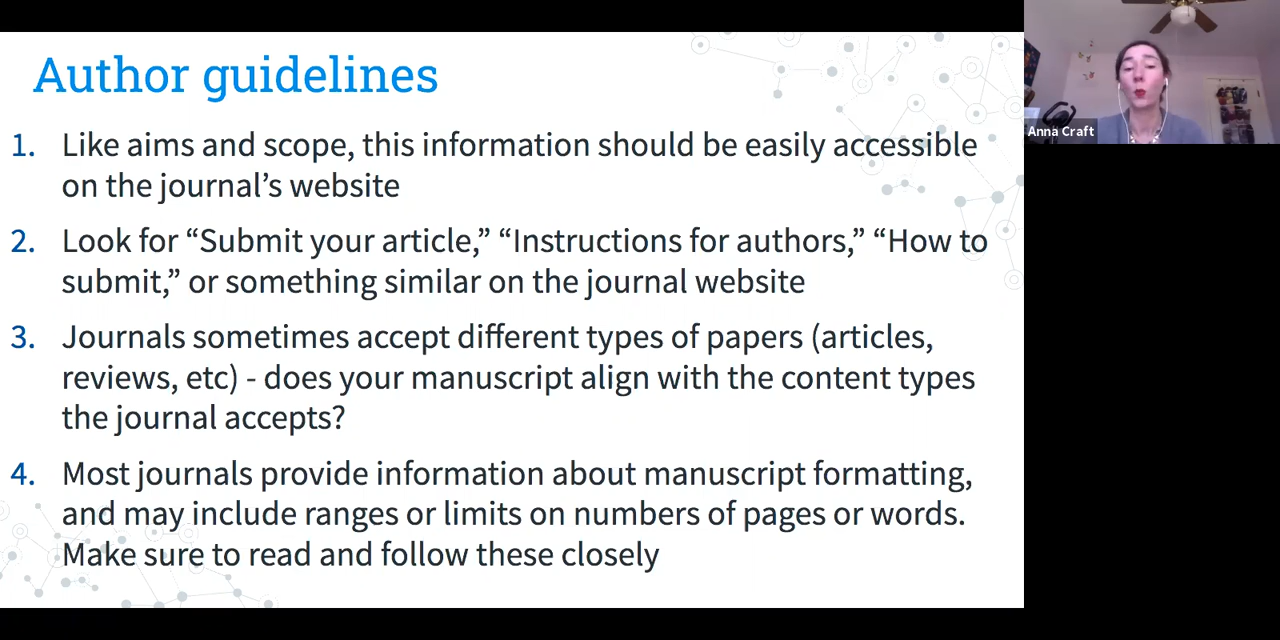 Author guidelines
1. Like aims and scope, this information should be easily accessible
on the journal’s website
2. Look for “Submit your article,” “Instructions for authors,” “How to
submit,” or something similar on the journal website
3. Journals sometimes accept different types of papers (articles,
reviews, etc) - does your manuscript align with the content types
the journal accepts?
4. Most journals provide information about manuscript formatting,
and may include ranges or limits on numbers of pages or words.
Make sure to read and follow these closely
Anna Craft